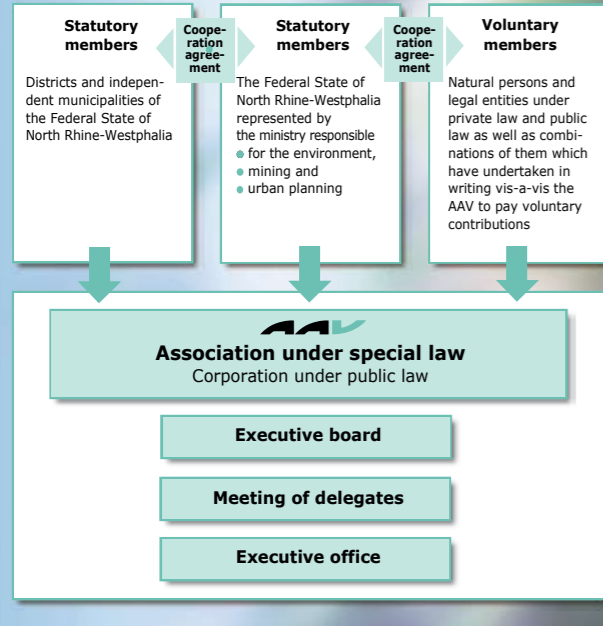 Statutory
members
Districts and indepen-
dent municipalities of
the Federal State of
North Rhine-Westphalia
Coope-
ration
agree-
ment
Statutory
members
The Federal State of
North Rhine-Westphalia
represented by
the ministry responsible
• for the environment,
• mining and
• urban planning
Coope-
ration
agree-
ment
Voluntary
members
Natural persons and
legal entities under
private law and public
law as well as combi-
nations of them which
have undertaken in
writing vis-a-vis the
AAV to pay voluntary
contributions
Association under special law
Corporation under public law
Executive board
Meeting of delegates
Executive office